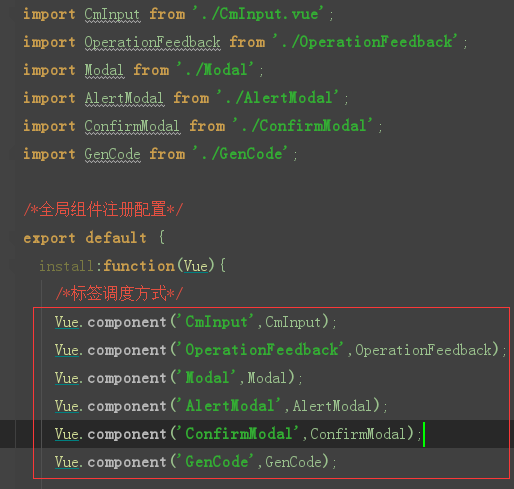 import CmInput from './CmInput.vue';
import OperationFeedback from './OperationFeedback';
import Modal from './Modal';
import AlertModal from './AlertModal';
import ConfirmModal from './ConfirmModal';
import GenCode from './GenCode';
/*全局组件注册配置*/
export default {
install:function(Vue){
/*标签调度方式*/
Vue.component('CmInput',CmInput);
Vue.component('OperationFeedback',OperationFeedback);
Vue.component('Modal',Modal);
Vue.component('AlertModal',AlertModal);
Vue.component('ConfirmModal',ConfirmModal);
Vue.component('GenCode',GenCode);